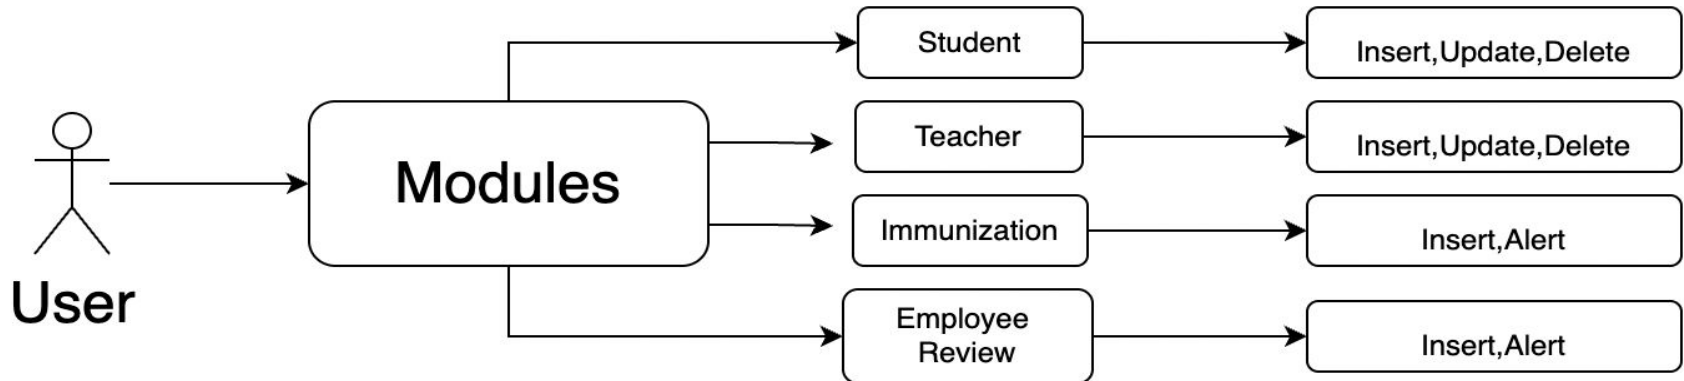 Student
Insert,Update,Delete
Teacher
Insert,Update,Delete
Modules
Immunization
Insert,Alert
User
Employee
Review
Insert,Alert